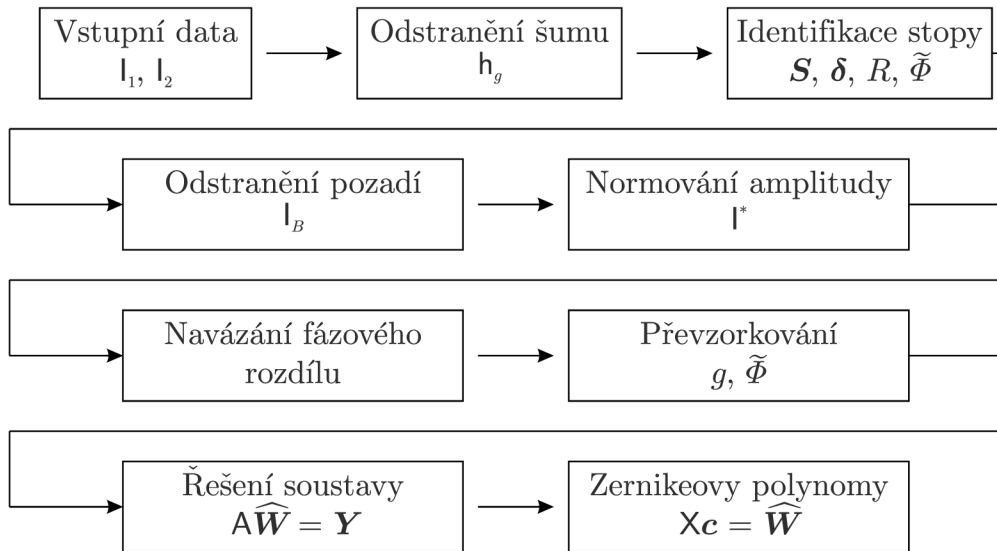 Vstupní data
I₁, I₂
Odstranění šumu
h_g
Identifikace stopy
S, δ, R, Φ̃
Odstranění pozadí
I_B
Normování amplitudy
I*
Navázání fázového
rozdílu
Převzorkování
g, Φ̃
Řešení soustavy
AŴ = Y
Zernikeovy polynomy
Xc = Ŵ